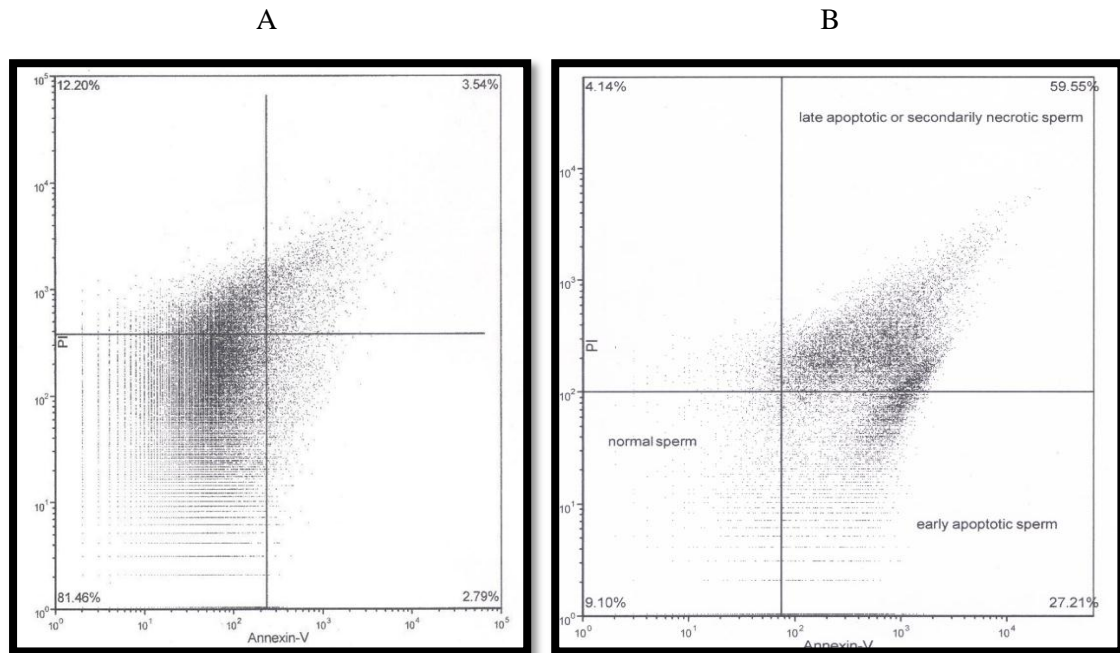 A
B
10^5
12.20%
3.54%
10^4
10^3
PI
10^2
10^1
81.46%
2.79%
10^0
10^0 10^1 10^2 10^3 10^4 10^5
Annexin-V
4.14%
59.55%
late apoptotic or secondarily necrotic sperm
10^4
10^3
PI
10^2
normal sperm
10^1
early apoptotic sperm
9.10%
27.21%
10^0
10^0 10^2 10^3 10^4
Annexin-V